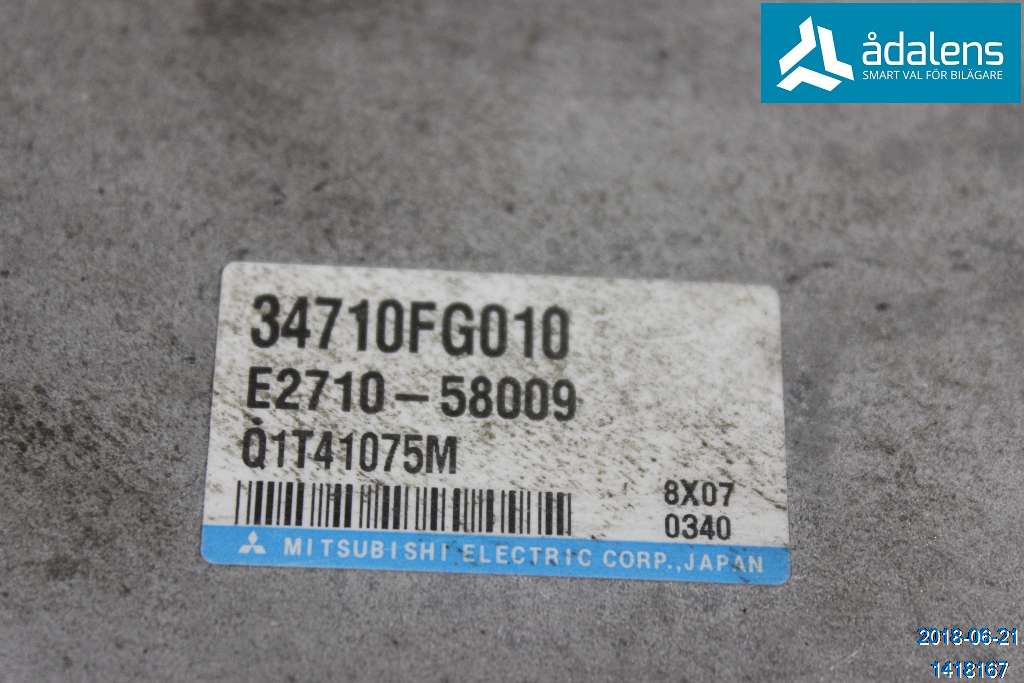 ådalens
SMART VAL FÖR BILÄGARE
34710FG010
E2710-58009
Q1T41075M
8X07
0340
MITSUBISHI ELECTRIC CORP.,JAPAN
2018-06-21
1418167